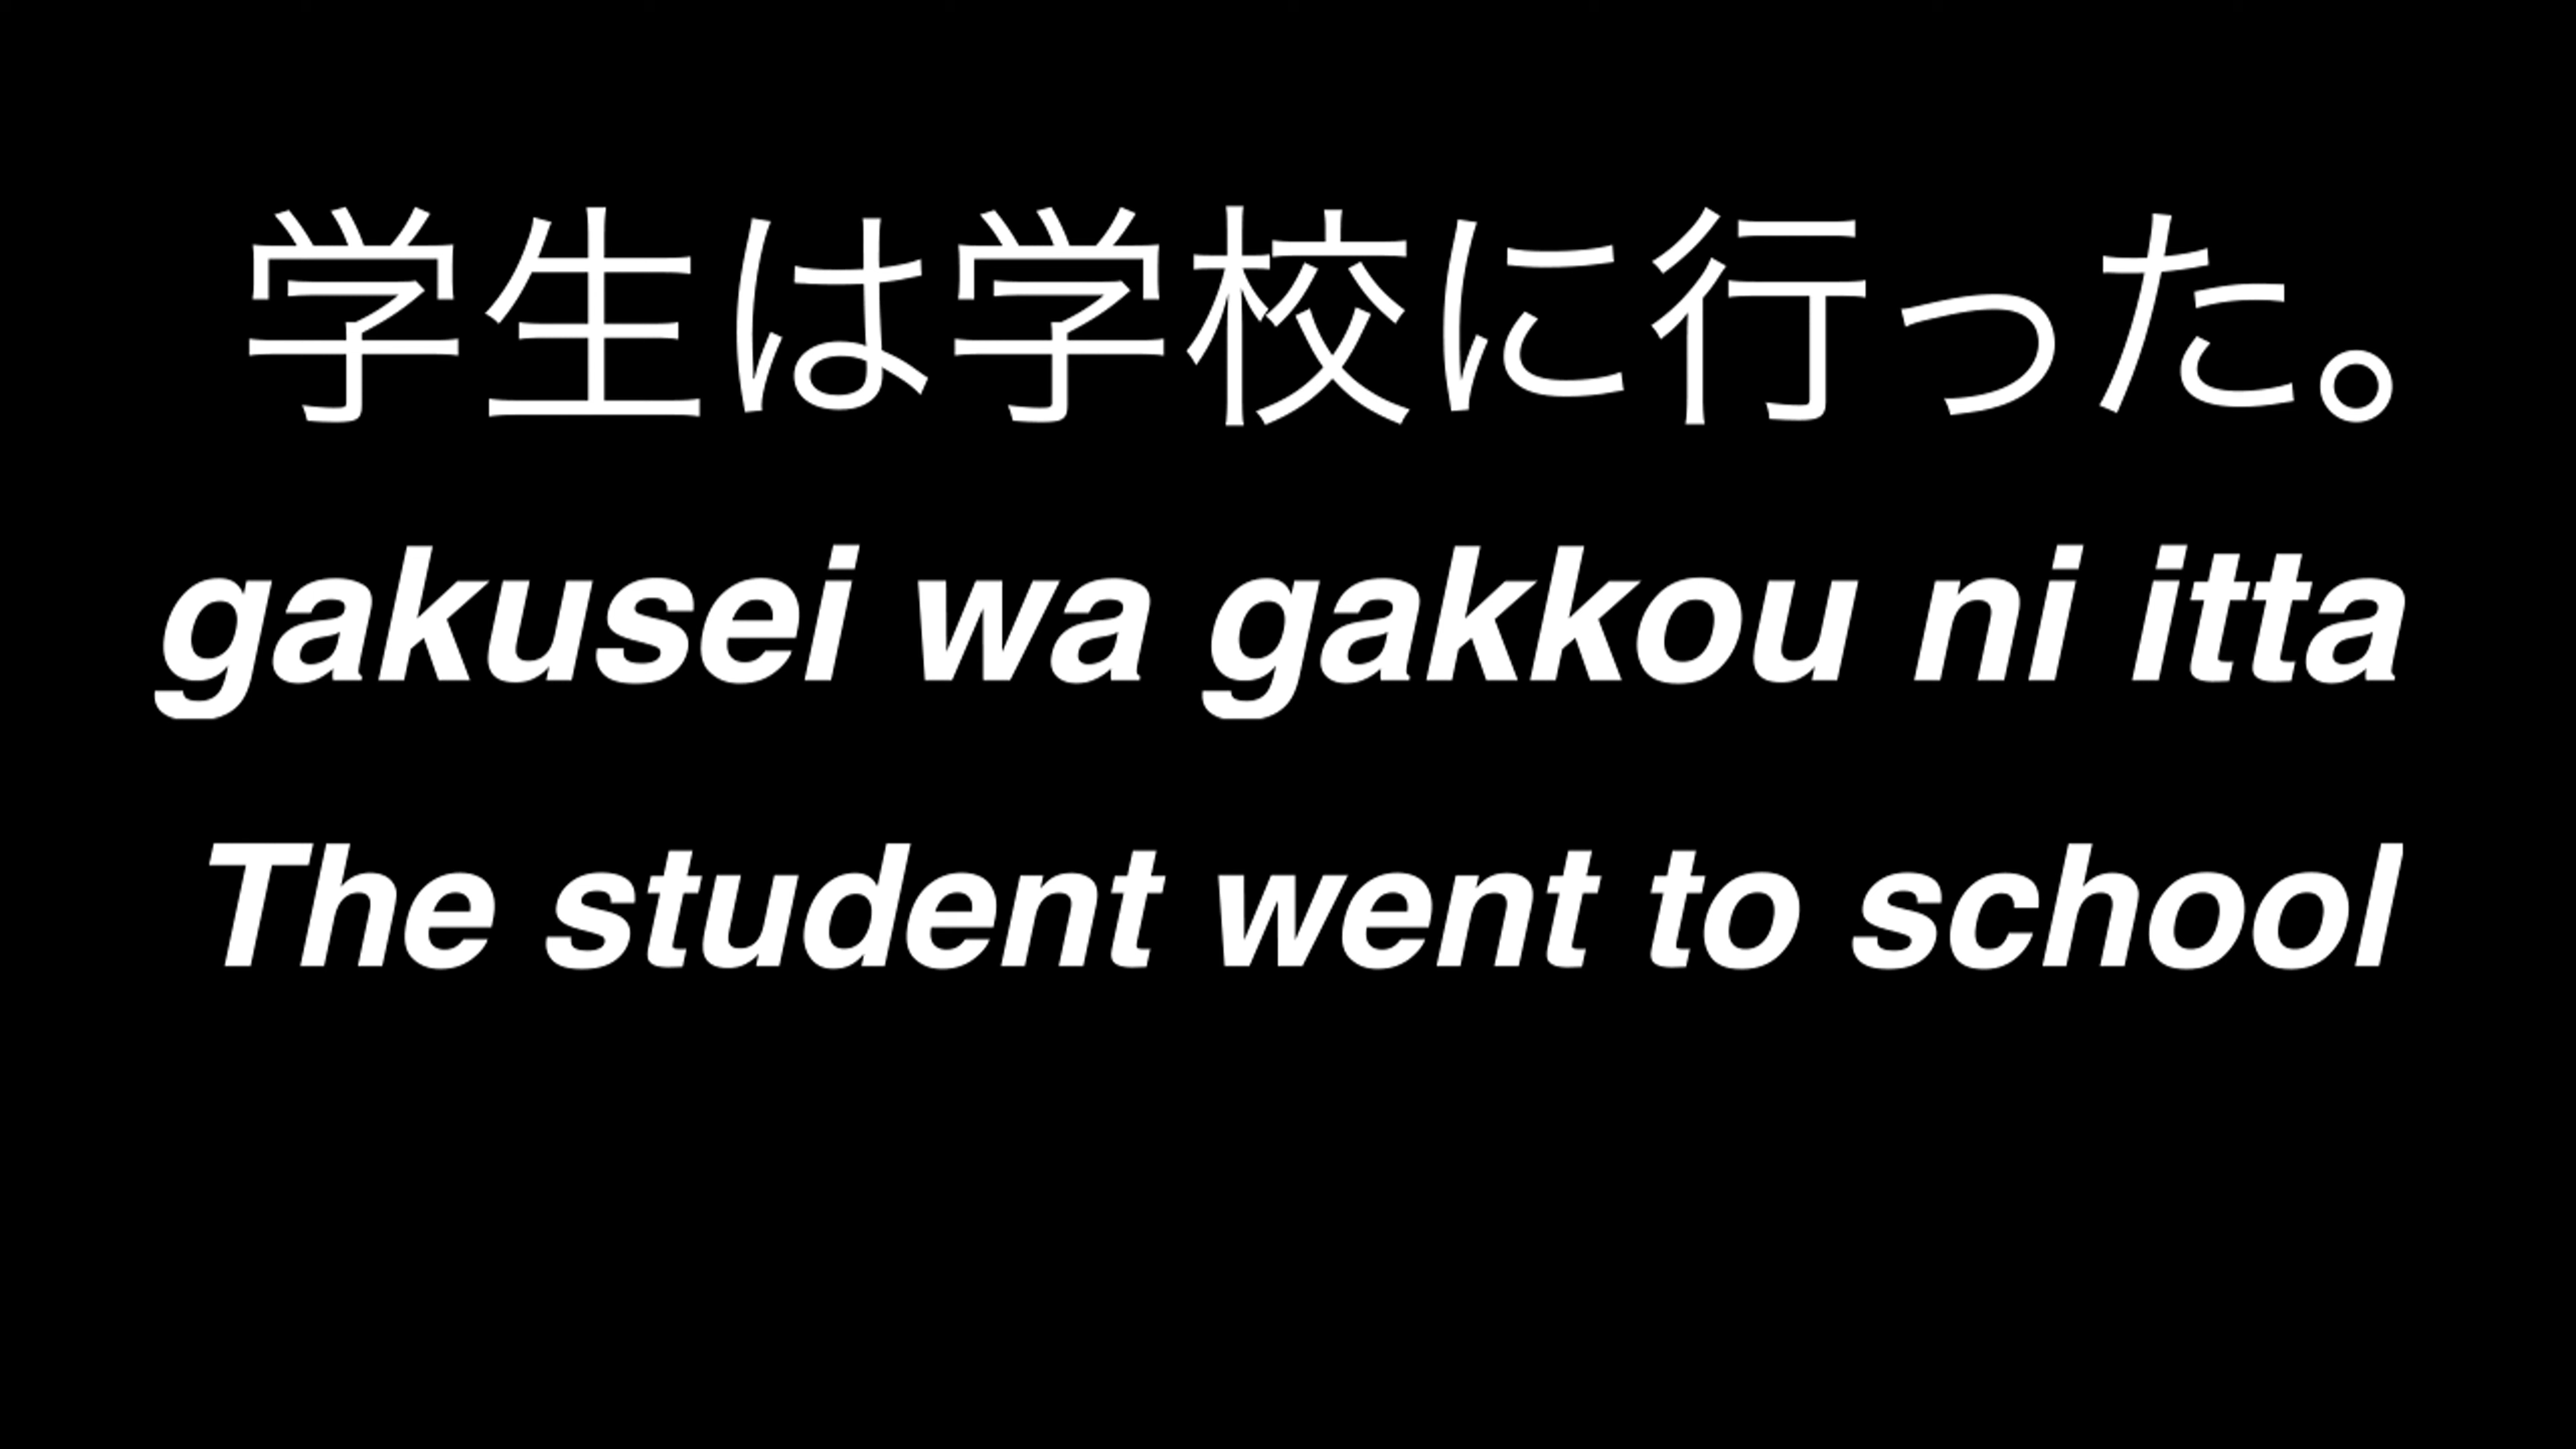 学生は学校に行った。
gakusei wa gakkou ni itta
The student went to school